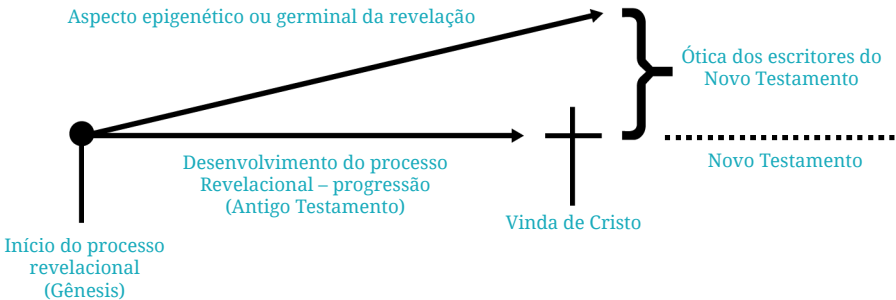 Aspecto epigenético ou germinal da revelação
Ótica dos escritores do
Novo Testamento
Desenvolvimento do processo
Revelacional – progressão
(Antigo Testamento)
Novo Testamento
Vinda de Cristo
Início do processo
revelacional
(Gênesis)